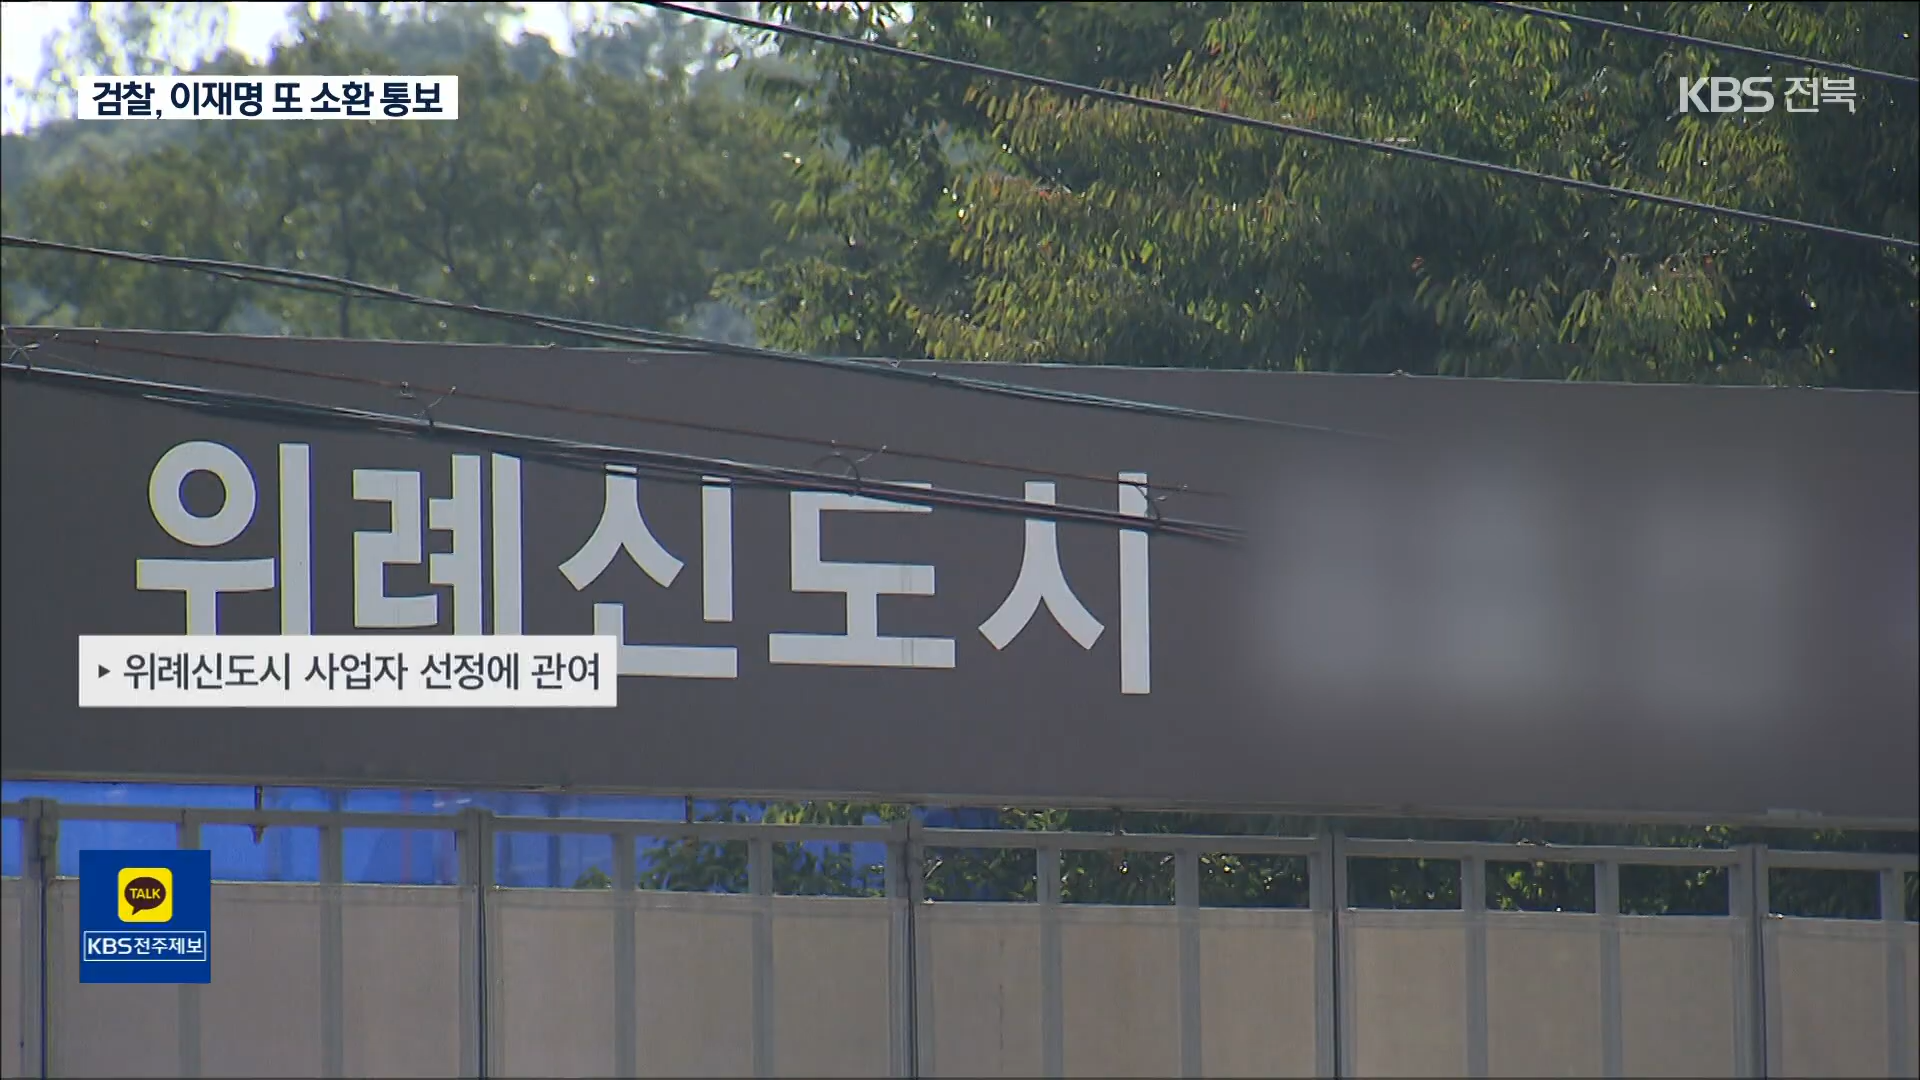 검찰, 이재명 또 소환 통보
KBS 전북
위례신도시
▸ 위례신도시 사업자 선정에 관여
TALK
KBS전주제보